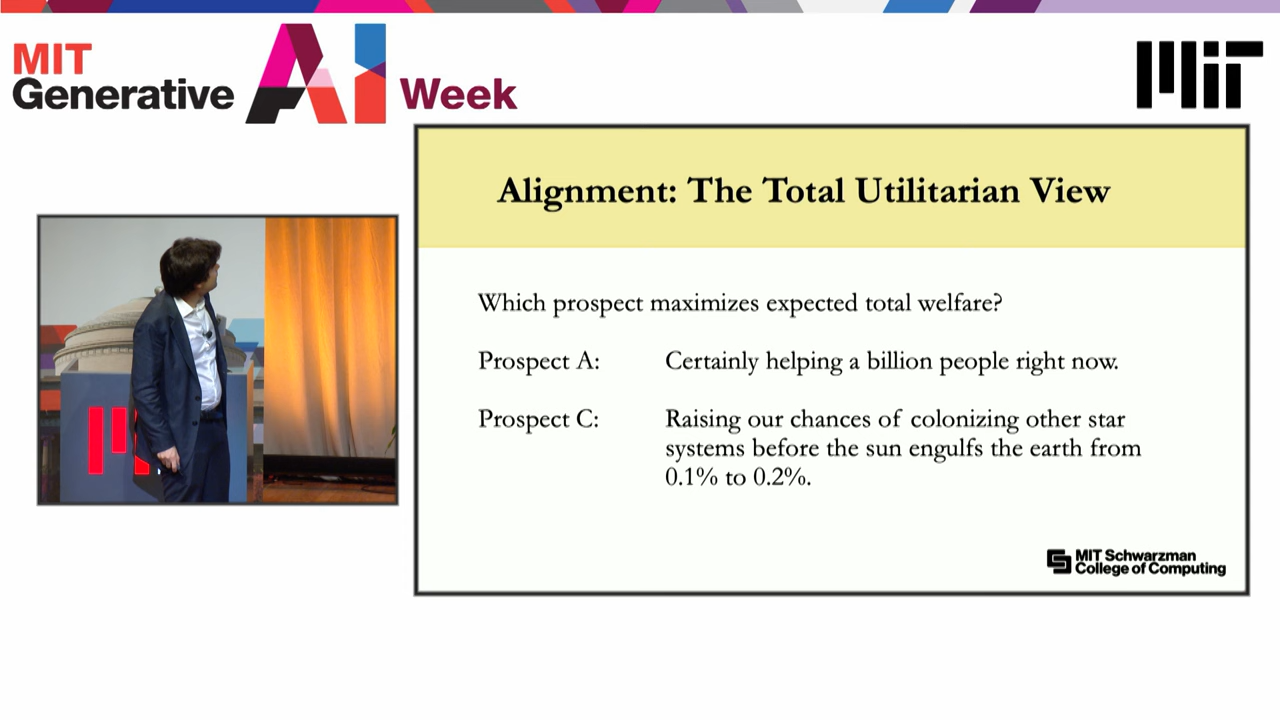 MIT
Generative AI Week
MIT
Alignment: The Total Utilitarian View
Which prospect maximizes expected total welfare?
Prospect A: Certainly helping a billion people right now.
Prospect C: Raising our chances of colonizing other star
systems before the sun engulfs the earth from
0.1% to 0.2%.
MIT Schwarzman
College of Computing